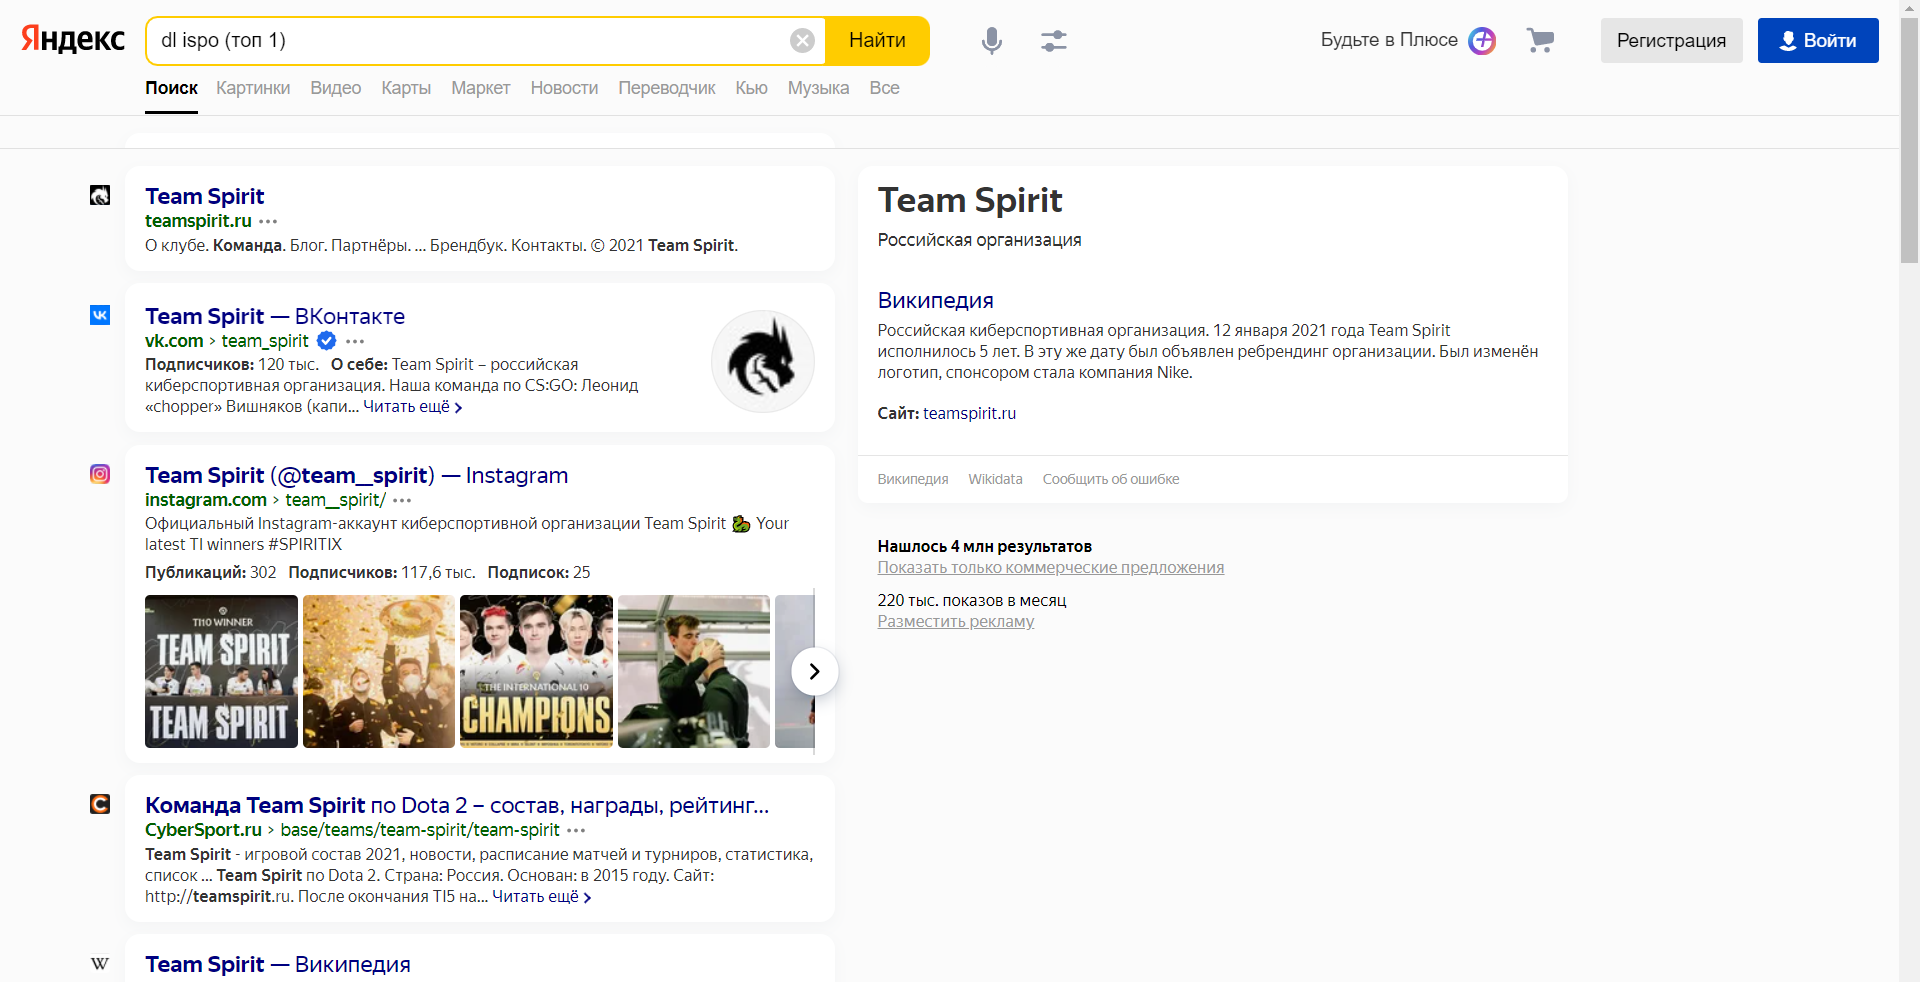 Яндекс
dl ispo (топ 1)
Найти
Будьте в Плюсе
Регистрация
Войти
Поиск Картинки Видео Карты Маркет Новости Переводчик Кью Музыка Все
Team Spirit
teamspirit.ru
О клубе. Команда. Блог. Партнёры. ... Брендбук. Контакты. © 2021 Team Spirit.
Team Spirit — ВКонтакте
vk.com › team_spirit
Подписчиков: 120 тыс. О себе: Team Spirit – российская
киберспортивная организация. Наша команда по CS:GO: Леонид
«chopper» Вишняков (капи... Читать ещё
Team Spirit (@team__spirit) — Instagram
instagram.com › team__spirit/
Официальный Instagram-аккаунт киберспортивной организации Team Spirit 🐉 Your
latest TI winners #SPIRITIX
Публикаций: 302 Подписчиков: 117,6 тыс. Подписок: 25
TI10 WINNER
TEAM SPIRIT
TEAM SPIRIT
THE INTERNATIONAL 10
CHAMPIONS
Команда Team Spirit по Dota 2 – состав, награды, рейтинг...
CyberSport.ru › base/teams/team-spirit/team-spirit
Team Spirit - игровой состав 2021, новости, расписание матчей и турниров, статистика,
список ... Team Spirit по Dota 2. Страна: Россия. Основан: в 2015 году. Сайт:
http://teamspirit.ru. После окончания TI5 на... Читать ещё
Team Spirit — Википедия
Team Spirit
Российская организация
Википедия
Российская киберспортивная организация. 12 января 2021 года Team Spirit
исполнилось 5 лет. В эту же дату был объявлен ребрендинг организации. Был изменён
логотип, спонсором стала компания Nike.
Сайт: teamspirit.ru
Википедия Wikidata Сообщить об ошибке
Нашлось 4 млн результатов
Показать только коммерческие предложения
220 тыс. показов в месяц
Разместить рекламу